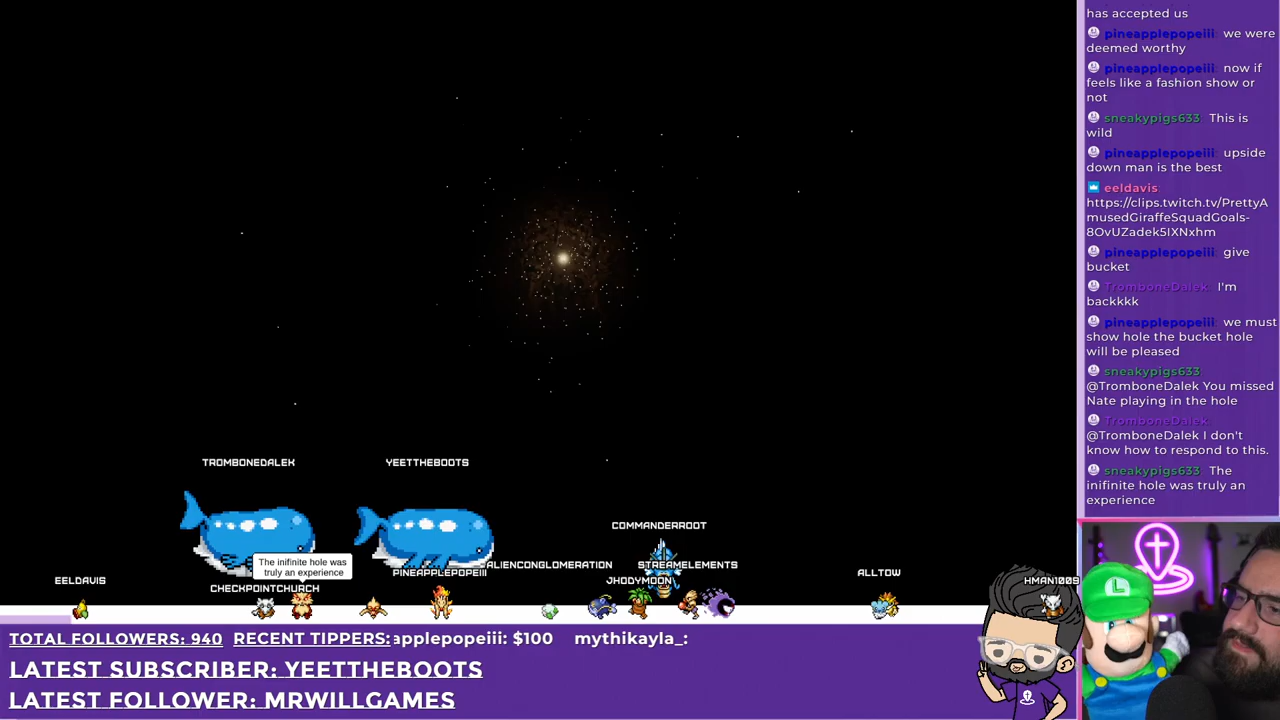 has accepted us
pineapplepopeiii: we were
deemed worthy
pineapplepopeiii: now if
feels like a fashion show or
not
sneakypigs633: This is
wild
pineapplepopeiii: upside
down man is the best
eeldavis:
https://clips.twitch.tv/PrettyA
musedGiraffeSquadGoals-
8OvUZadek5IXNxhm
pineapplepopeiii: give
bucket
TromboneDalek: I'm
backkkk
pineapplepopeiii: we must
show hole the bucket hole
will be pleased
sneakypigs633:
@TromboneDalek You missed
Nate playing in the hole
TromboneDalek:
@TromboneDalek I don't
know how to respond to this.
sneakypigs633: The
inifinite hole was truly an
experience
TROMBONEDALEK
YEETTHEBOOTS
COMMANDERROOT
The inifinite hole was
truly an experience
EELDAVIS
CHECKPOINTCHURCH
PINEAPPLEPOPEIII
ALIENCONGLOMERATION
STREAMELEMENTS
JHODYMOON
ALLTOW
HMAN1009
L
TOTAL FOLLOWERS: 940 RECENT TIPPERS: applepopeiii: $100 mythikayla_:
LATEST SUBSCRIBER: YEETTHEBOOTS
LATEST FOLLOWER: MRWILLGAMES